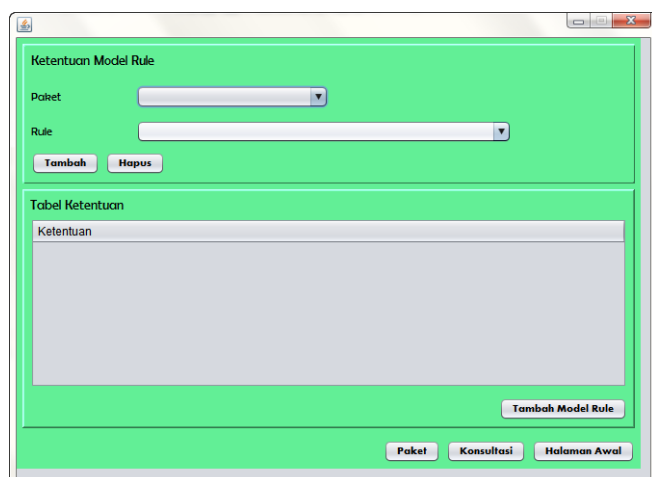 Ketentuan Model Rule
Paket
Rule
Tambah Hapus
Tabel Ketentuan
Ketentuan
Tambah Model Rule
Paket Konsultasi Halaman Awal